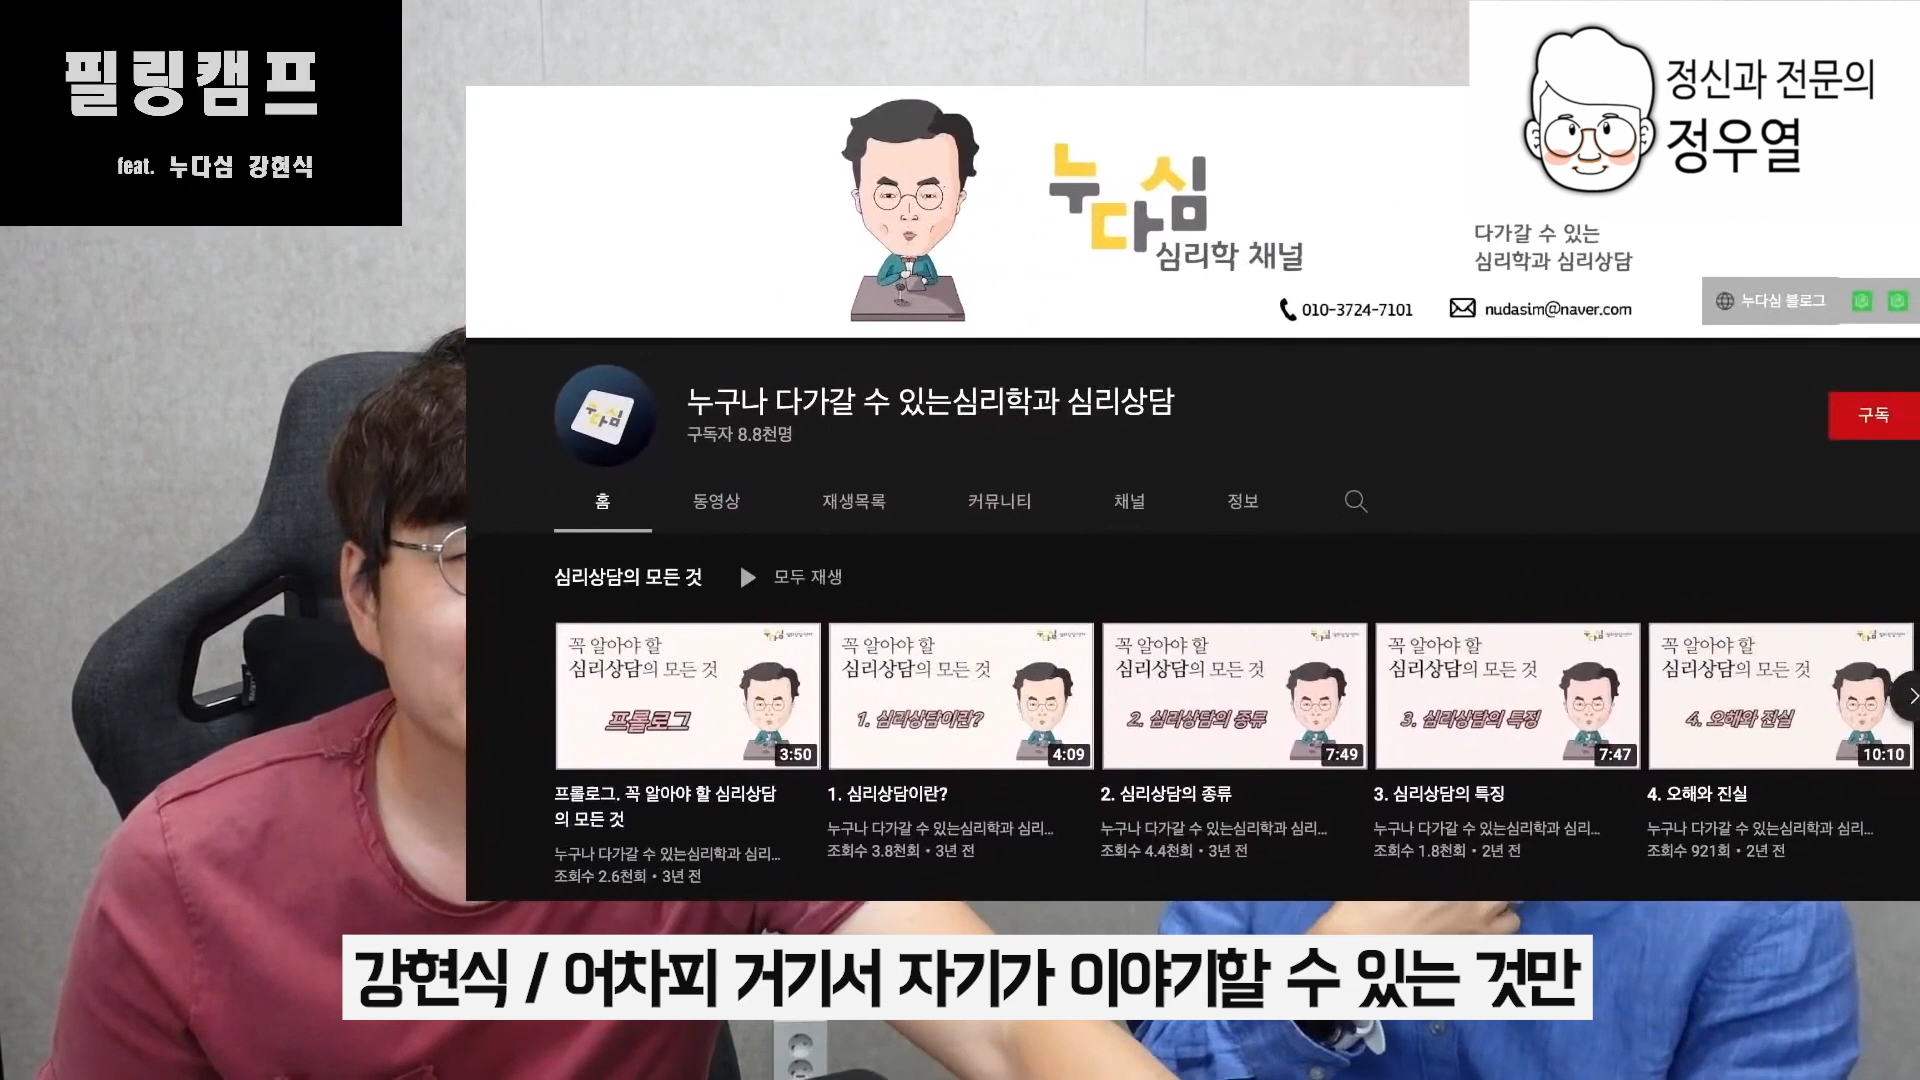 필링캠프
feat. 누다심 강현식
정신과 전문의
정우열
누다심
심리학 채널
다가갈 수 있는
심리학과 심리상담
010-3724-7101
nudasim@naver.com
누다심 블로그
누다심
누구나 다가갈 수 있는심리학과 심리상담
구독자 8.8천명
구독
홈
동영상
재생목록
커뮤니티
채널
정보
심리상담의 모든 것
모두 재생
꼭 알아야 할
심리상담의 모든 것
프롤로그
3:50
꼭 알아야 할
심리상담의 모든 것
1. 심리상담이란?
4:09
꼭 알아야 할
심리상담의 모든 것
2. 심리상담의 종류
7:49
꼭 알아야 할
심리상담의 모든 것
3. 심리상담의 특징
7:47
꼭 알아야 할
심리상담의 모든 것
4. 오해와 진실
10:10
프롤로그. 꼭 알아야 할 심리상담
의 모든 것
누구나 다가갈 수 있는심리학과 심리...
조회수 2.6천회 • 3년 전
1. 심리상담이란?
누구나 다가갈 수 있는심리학과 심리...
조회수 3.8천회 • 3년 전
2. 심리상담의 종류
누구나 다가갈 수 있는심리학과 심리...
조회수 4.4천회 • 3년 전
3. 심리상담의 특징
누구나 다가갈 수 있는심리학과 심리...
조회수 1.8천회 • 2년 전
4. 오해와 진실
누구나 다가갈 수 있는심리학과 심리...
조회수 921회 • 2년 전
강현식 / 어차피 거기서 자기가 이야기할 수 있는 것만